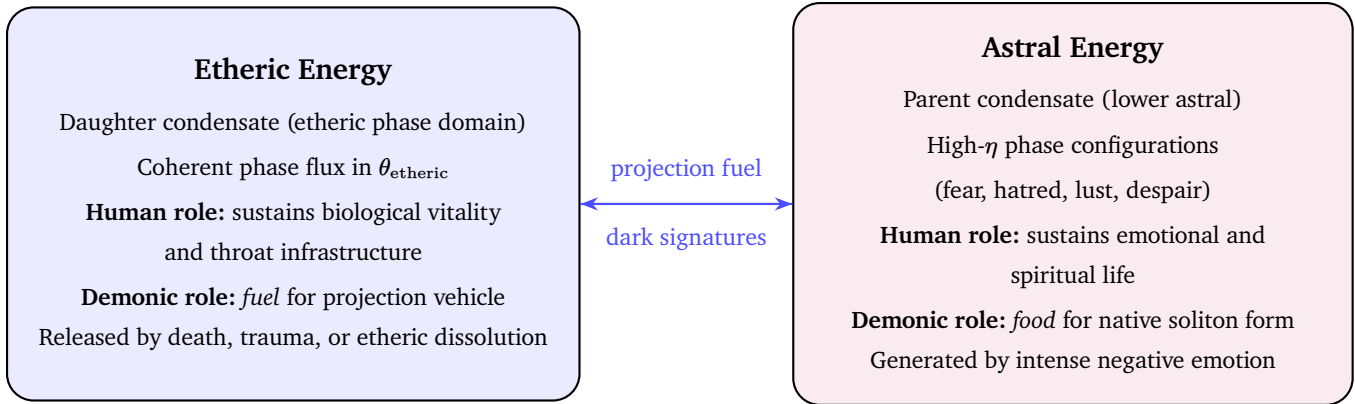 Etheric Energy
Daughter condensate (etheric phase domain)
Coherent phase flux in θ_etheric
Human role: sustains biological vitality
and throat infrastructure
Demonic role: fuel for projection vehicle
Released by death, trauma, or etheric dissolution
projection fuel
dark signatures
Astral Energy
Parent condensate (lower astral)
High-η phase configurations
(fear, hatred, lust, despair)
Human role: sustains emotional and
spiritual life
Demonic role: food for native soliton form
Generated by intense negative emotion